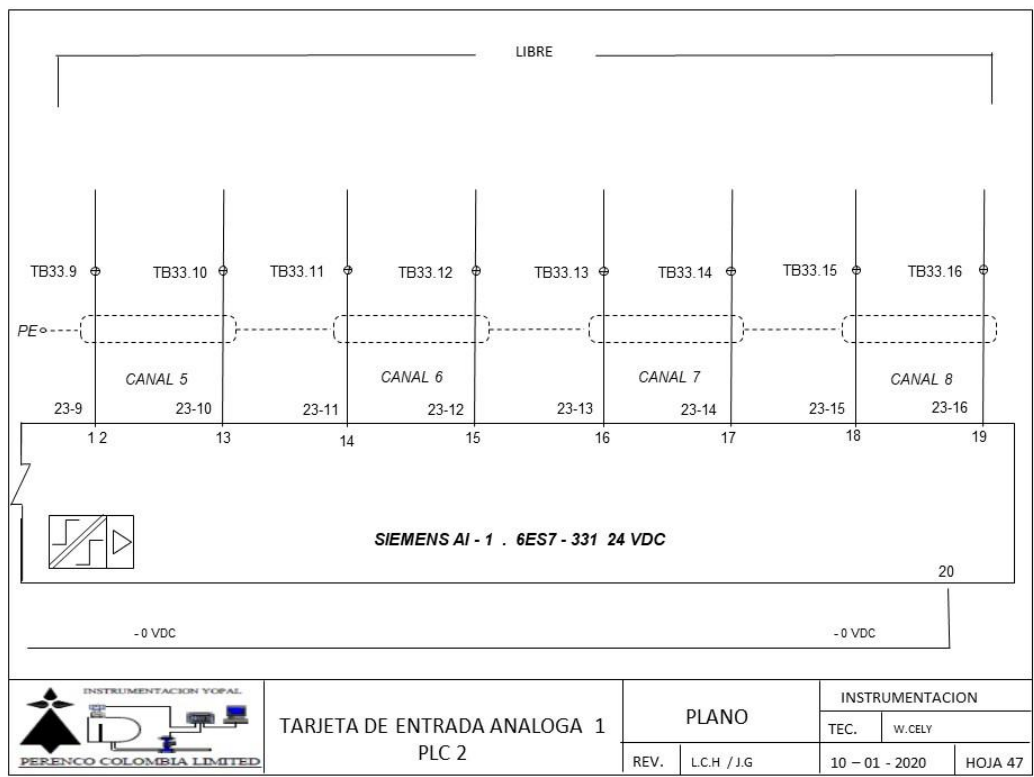 LIBRE
TB33.9 TB33.10 TB33.11 TB33.12 TB33.13 TB33.14 TB33.15 TB33.16
PE
CANAL 5 CANAL 6 CANAL 7 CANAL 8
23-9 23-10 23-11 23-12 23-13 23-14 23-15 23-16
1 2 13 14 15 16 17 18 19
SIEMENS AI - 1 . 6ES7 - 331 24 VDC
20
- 0 VDC - 0 VDC
INSTRUMENTACION YOPAL
PERENCO COLOMBIA LIMITED
TARJETA DE ENTRADA ANALOGA 1
PLC 2
PLANO
REV. L.C.H / J.G
INSTRUMENTACION
TEC. W.CELY
10 – 01 - 2020 HOJA 47